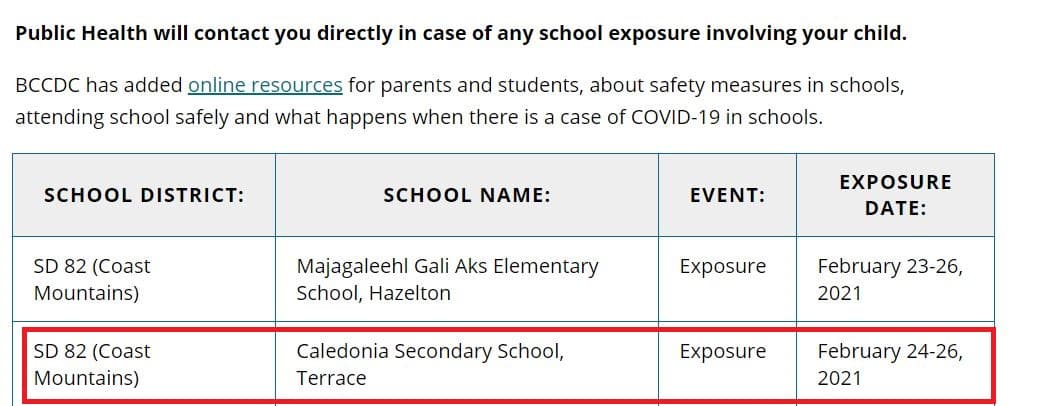 Public Health will contact you directly in case of any school exposure involving your child.
BCCDC has added online resources for parents and students, about safety measures in schools,
attending school safely and what happens when there is a case of COVID-19 in schools.
SCHOOL DISTRICT: SCHOOL NAME: EVENT: EXPOSURE
DATE:
SD 82 (Coast Majagaleehl Gali Aks Elementary Exposure February 23-26,
Mountains) School, Hazelton 2021
SD 82 (Coast Caledonia Secondary School, Exposure February 24-26,
Mountains) Terrace 2021